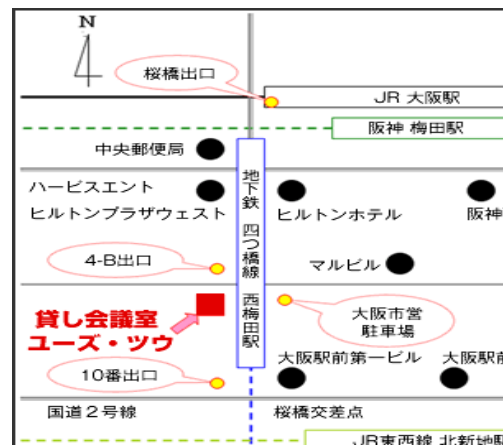 N
桜橋出口
JR 大阪駅
阪神 梅田駅
中央郵便局
ハービスエント
ヒルトンプラザウェスト
地下鉄 四つ橋線 西梅田駅
ヒルトンホテル
阪神
4-B出口
マルビル
貸し会議室
ユーズ・ツウ
大阪市営
駐車場
10番出口
大阪駅前第一ビル
大阪駅前
国道2号線
桜橋交差点
JR東西線 北新地駅